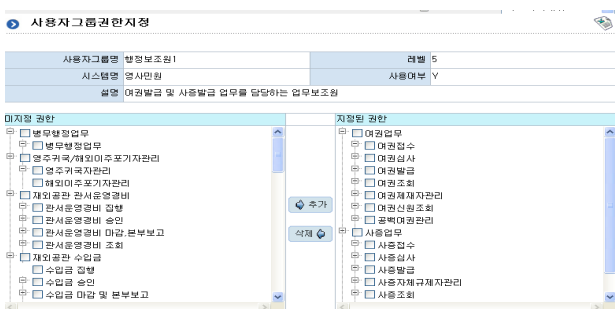 사용자그룹권한지정
사용자그룹명 행정보조원1 레벨 5
시스템명 영사민원 사용여부 Y
설명 여권발급 및 사증발급 업무를 담당하는 업무보조원
미지정 권한
병무행정업무
병무행정업무
영주귀국/해외이주포기자관리
영주귀국자관리
해외이주포기자관리
재외공관 관서운영경비
관서운영경비 집행
관서운영경비 승인
관서운영경비 마감,본부보고
관서운영경비 조회
재외공관 수입금
수입금 집행
수입금 승인
수입금 마감 및 본부보고
추가
삭제
지정된 권한
여권업무
여권접수
여권심사
여권발급
여권조회
여권제재자관리
여권신원조회
공백여권관리
사증업무
사증접수
사증심사
사증발급
사증자체규제자관리
사증조회